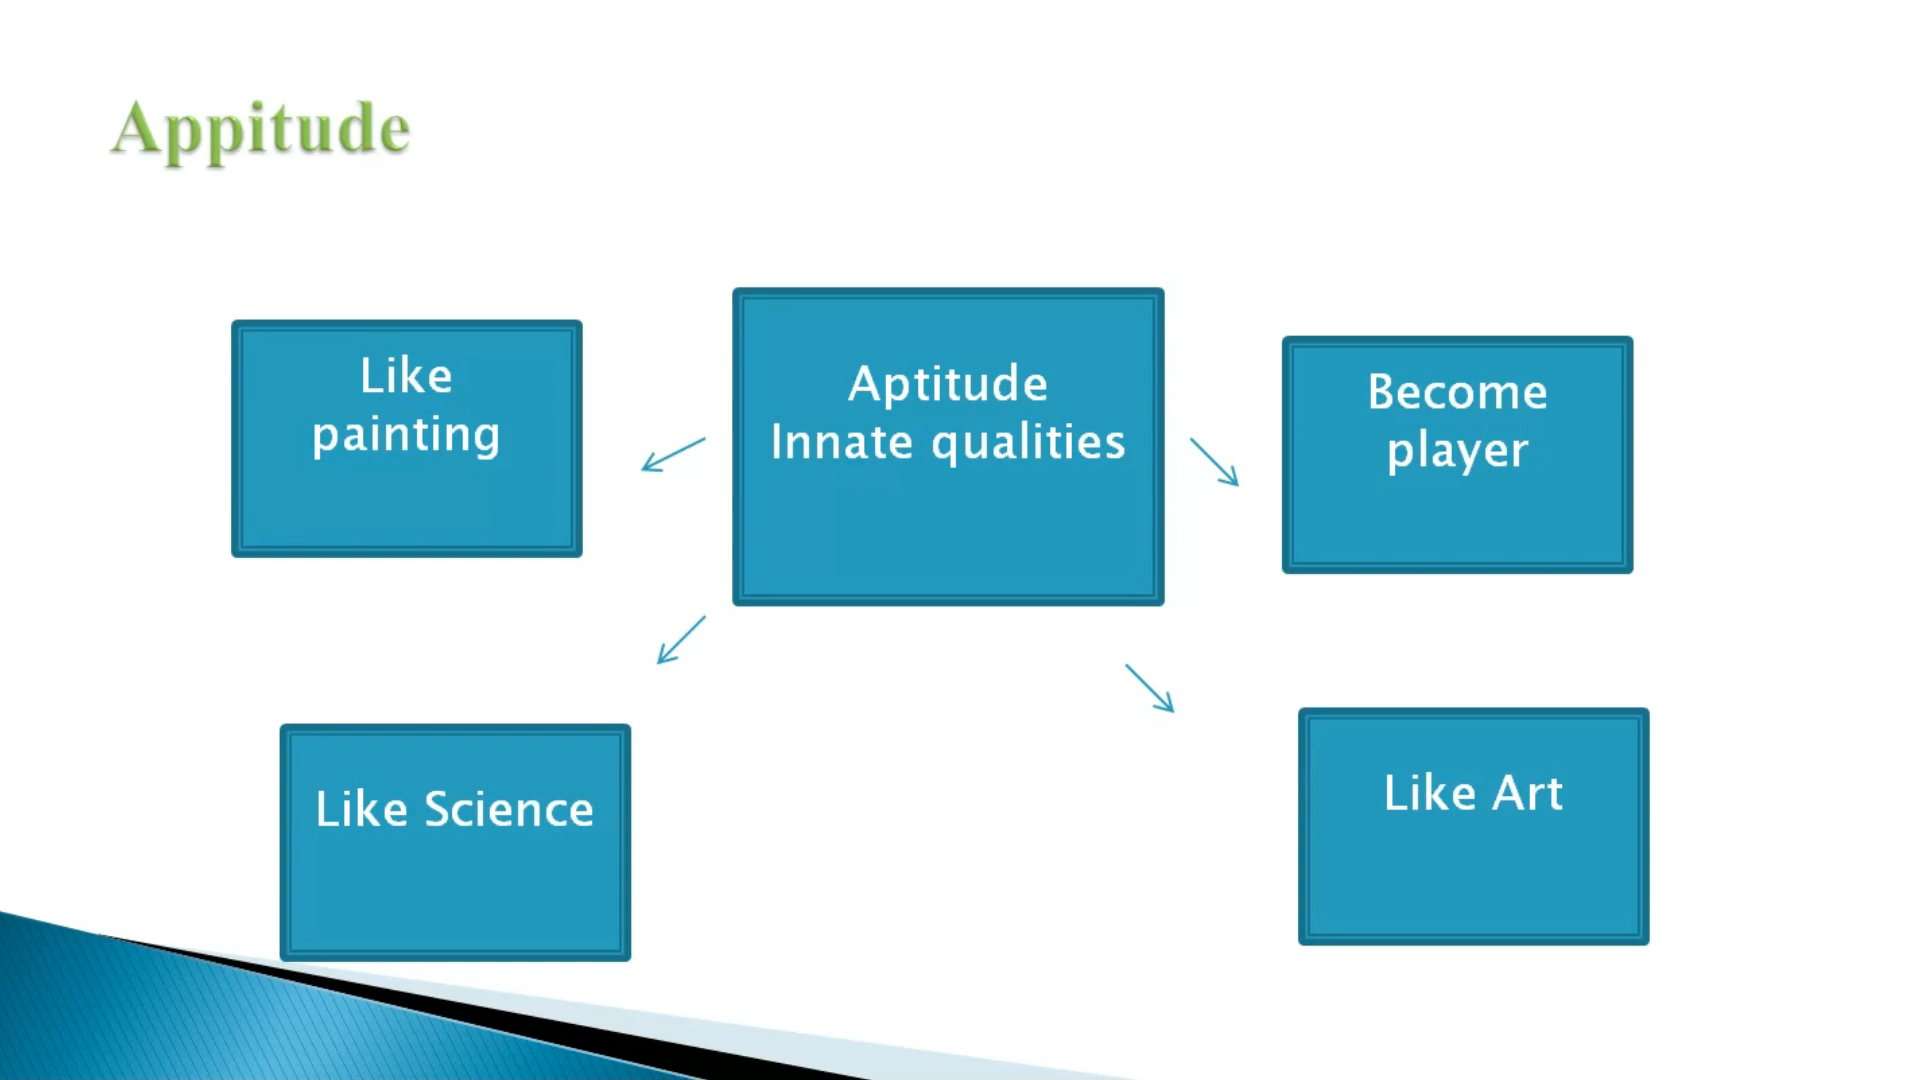 Appitude
Like
painting
Aptitude
Innate qualities
Become
player
Like Science
Like Art